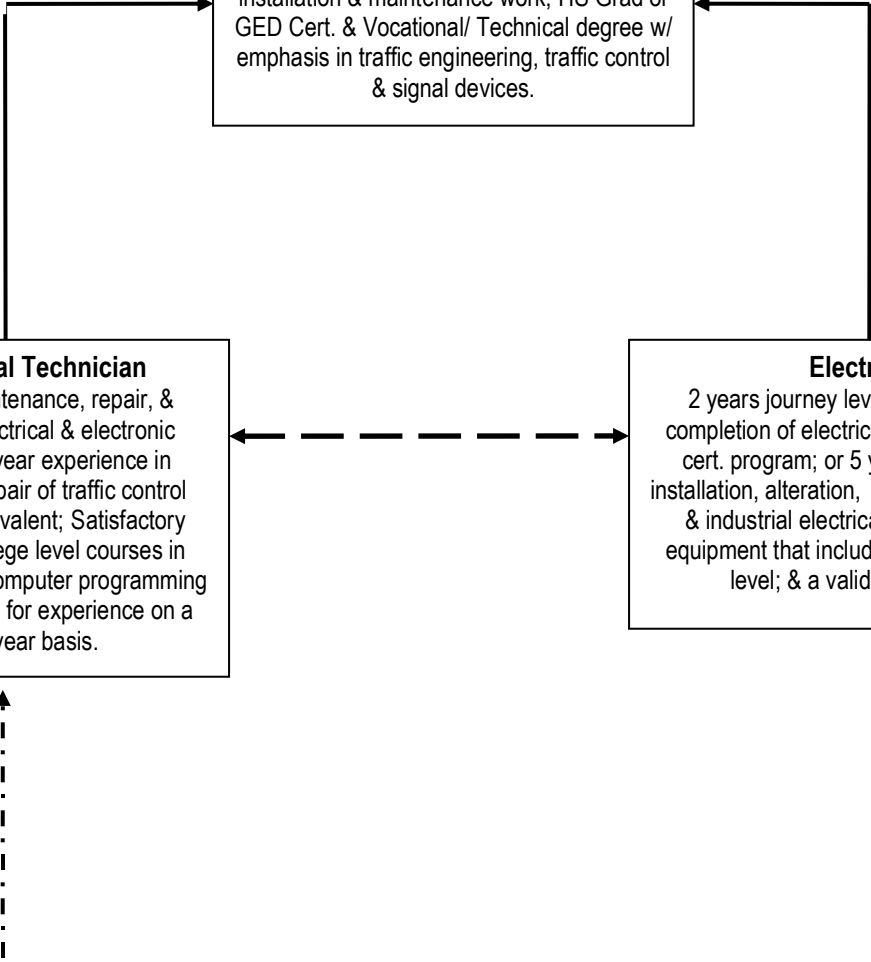 installation & maintenance work; HS Grad or
GED Cert. & Vocational/ Technical degree w/
emphasis in traffic engineering, traffic control
& signal devices.
al Technician
tenance, repair, &
ctrical & electronic
year experience in
pair of traffic control
valent; Satisfactory
ege level courses in
omputer programming
for experience on a
year basis.
Electr
2 years journey lev
completion of electric
cert. program; or 5 y
installation, alteration,
& industrial electrica
equipment that includ
level; & a valid